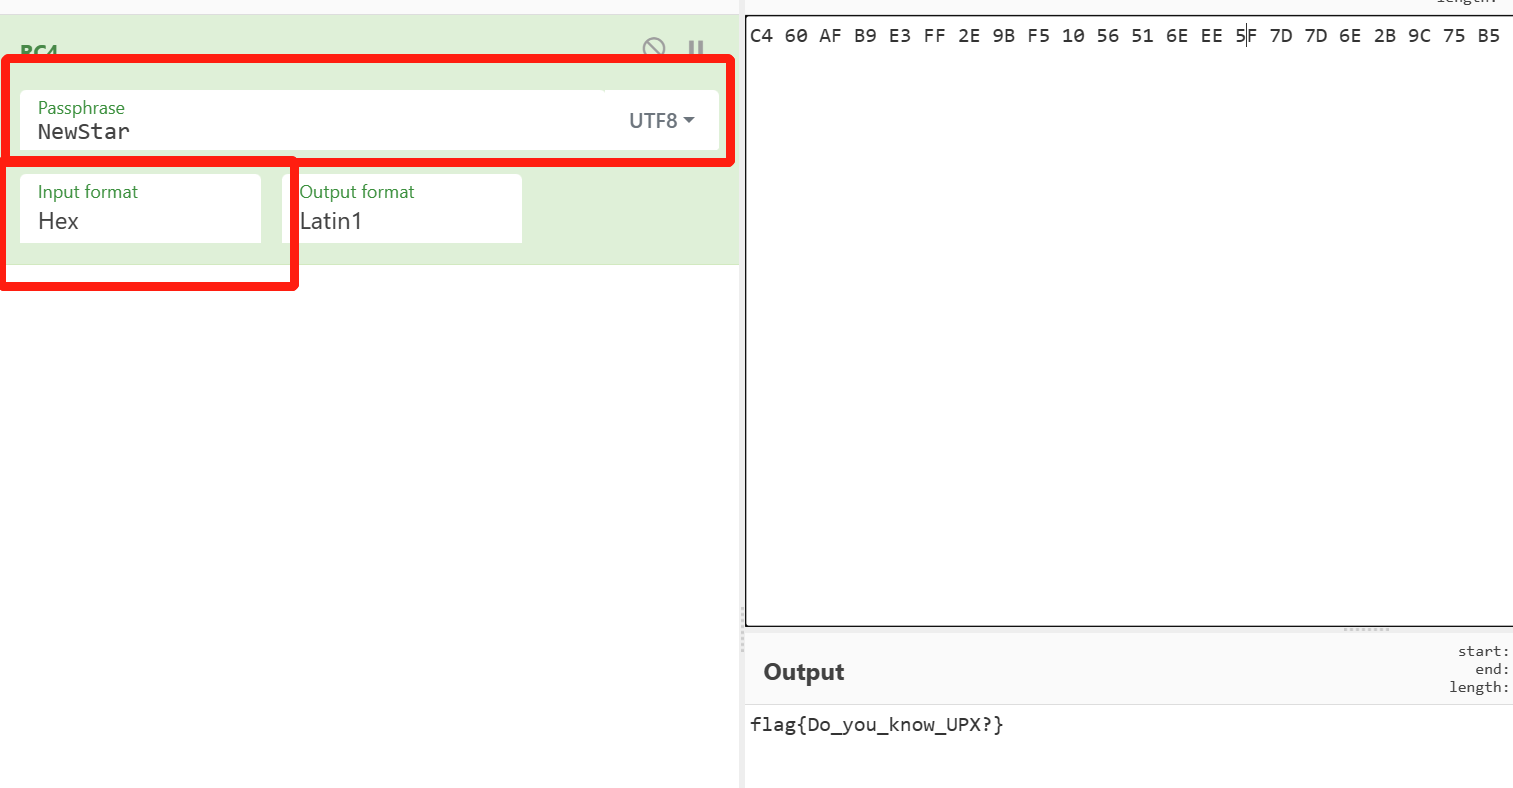 length:
RC4
Passphrase
NewStar
UTF8
Input format
Output format
Hex
Latin1
C4 60 AF B9 E3 FF 2E 9B F5 10 56 51 6E EE 5F 7D 7D 6E 2B 9C 75 B5
Output
start:
end:
length:
flag{Do_you_know_UPX?}